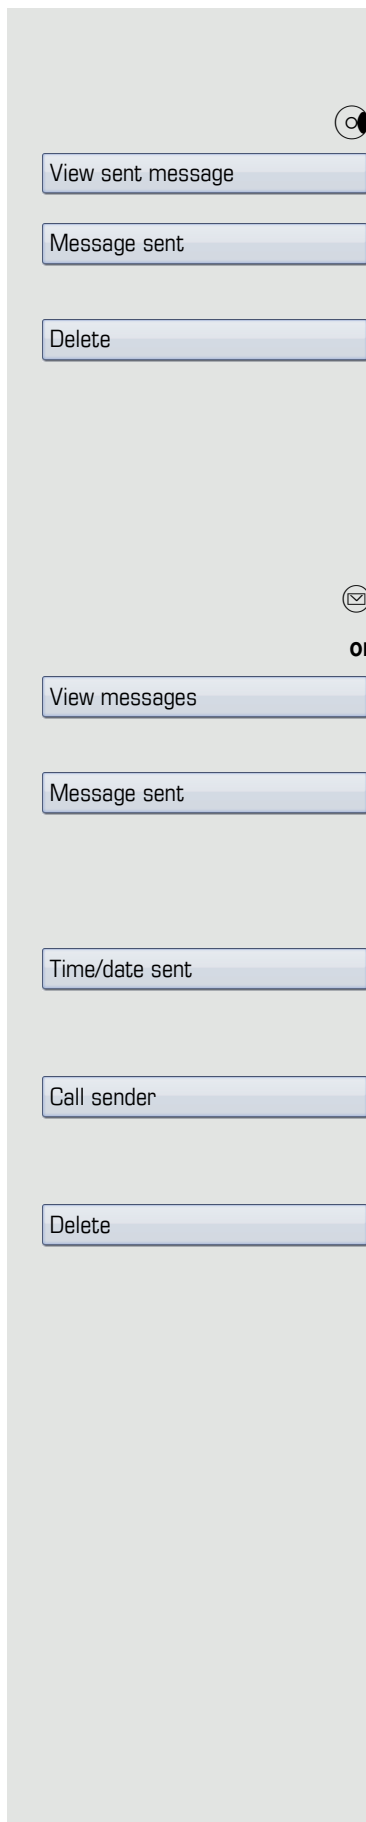 View sent message
Message sent
Delete
or
View messages
Message sent
Time/date sent
Call sender
Delete